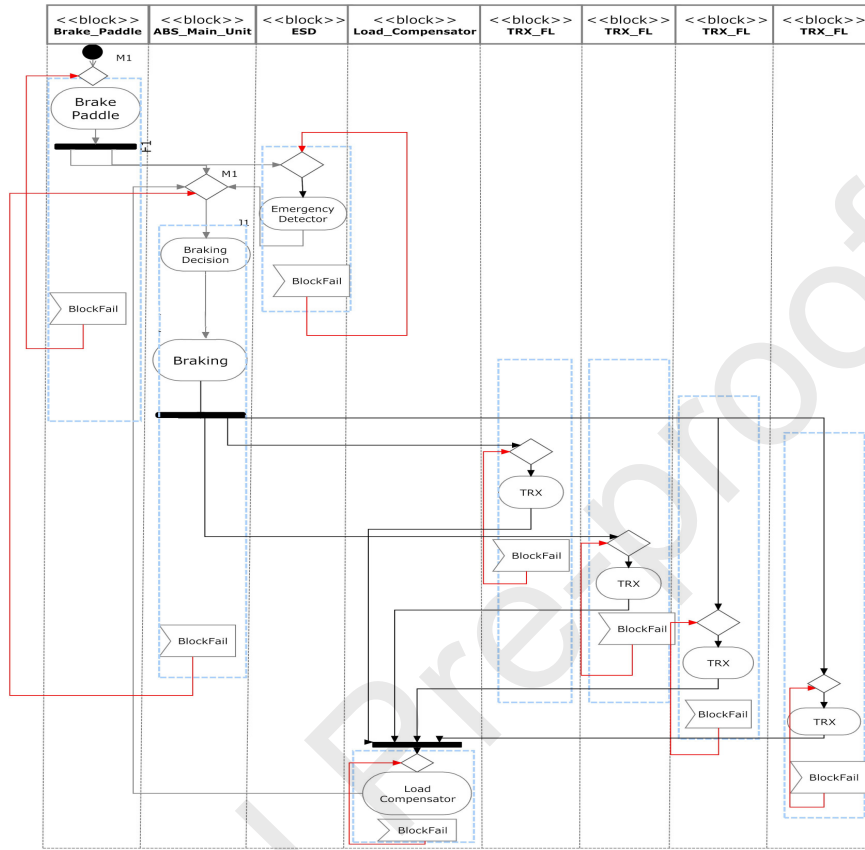 <<block>> <<block>> <<block>> <<block>> <<block>> <<block>> <<block>> <<block>>
Brake_Paddle ABS_Main_Unit ESD Load_Compensator TRX_FL TRX_FL TRX_FL TRX_FL
M1
Brake
Paddle
F1
M1
Emergency
Detector
J1
Braking
Decision
BlockFail
BlockFail
Braking
TRX
BlockFail
TRX
BlockFail
BlockFail
TRX
BlockFail
TRX
BlockFail
Load
Compensator
BlockFail
Pre-proof